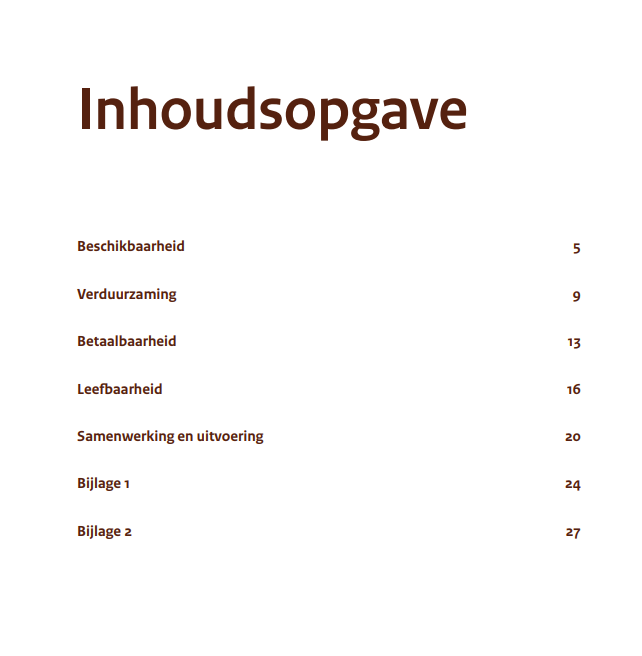 Inhoudsopgave
Beschikbaarheid 5
Verduurzaming 9
Betaalbaarheid 13
Leefbaarheid 16
Samenwerking en uitvoering 20
Bijlage 1 24
Bijlage 2 27